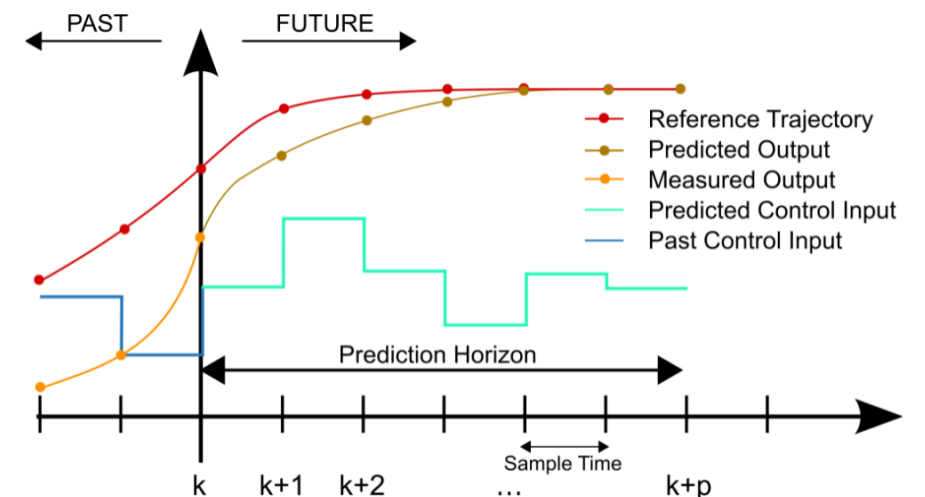 PAST
FUTURE
Reference Trajectory
Predicted Output
Measured Output
Predicted Control Input
Past Control Input
Prediction Horizon
Sample Time
k
k+1
k+2
...
k+p